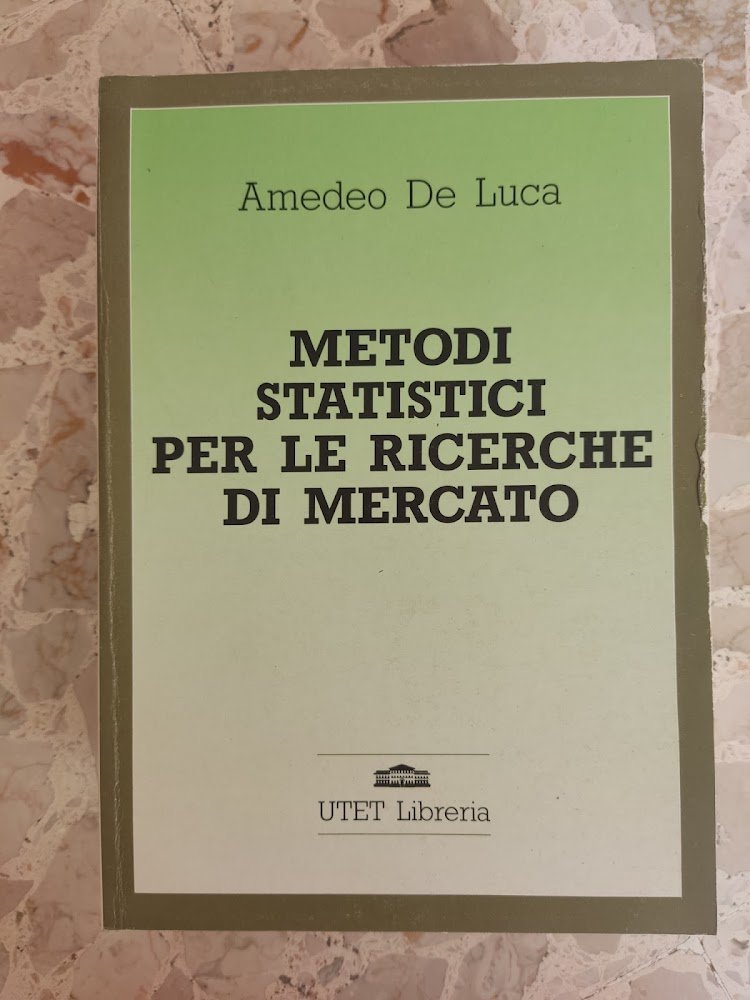 Amedeo De Luca
METODI
STATISTICI
PER LE RICERCHE
DI MERCATO
UTET Libreria